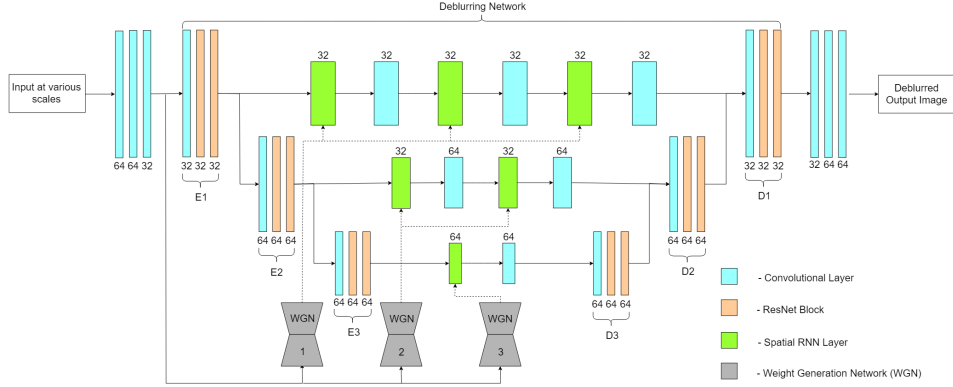 Deblurring Network
32 32 32 32 32 32
Input at various
scales
Deblurred
Output Image
64 64 32
32 32 32
E1
32 64 32 64
32 32 32
D1
32 64 64
64 64 64
E2
64 64
64 64 64
D2
64 64 64
E3
64 64 64
D3
WGN
1
WGN
2
WGN
3
- Convolutional Layer
- ResNet Block
- Spatial RNN Layer
- Weight Generation Network (WGN)